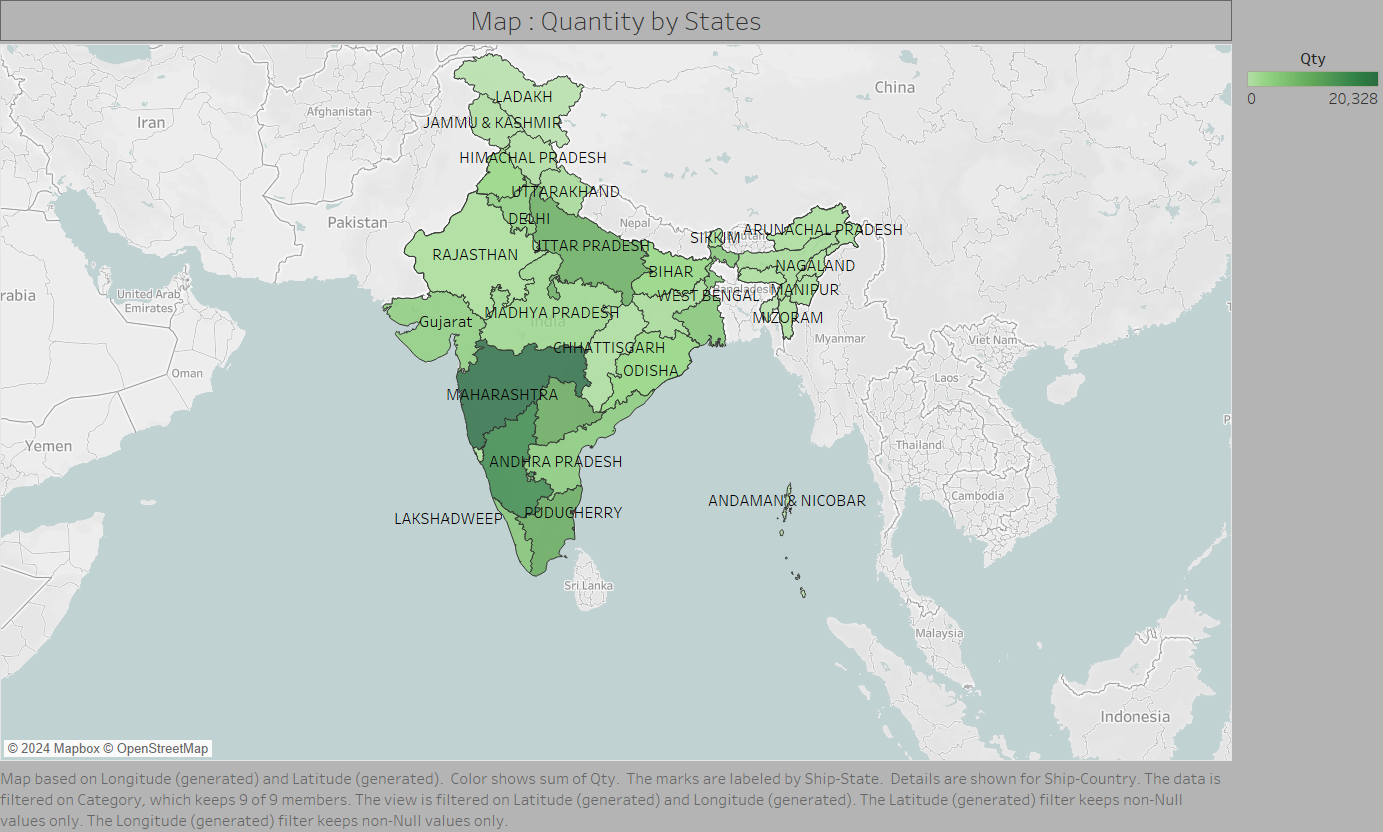 Map : Quantity by States
Qty
0 20,328
China
LADAKH
Afghanistan
Iran
JAMMU & KASHMIR
HIMACHAL PRADESH
UTTARAKHAND
Pakistan
DELHI
Nepal
ARUNACHAL PRADESH
SIKKIM
UTTAR PRADESH
RAJASTHAN
NAGALAND
BIHAR
United Arab
Emirates
rabia
WEST BENGAL
Bangladesh
MANIPUR
MADHYA PRADESH
India
Gujarat
MIZORAM
Myanmar
Viet Nam
CHHATTISGARH
Oman
ODISHA
Laos
MAHARASHTRA
Yemen
Thailand
ANDHRA PRADESH
Cambodia
ANDAMAN & NICOBAR
PUDUCHERRY
LAKSHADWEEP
Sri Lanka
Malaysia
Indonesia
© 2024 Mapbox © OpenStreetMap
Map based on Longitude (generated) and Latitude (generated). Color shows sum of Qty. The marks are labeled by Ship-State. Details are shown for Ship-Country. The data is
filtered on Category, which keeps 9 of 9 members. The view is filtered on Latitude (generated) and Longitude (generated). The Latitude (generated) filter keeps non-Null
values only. The Longitude (generated) filter keeps non-Null values only.